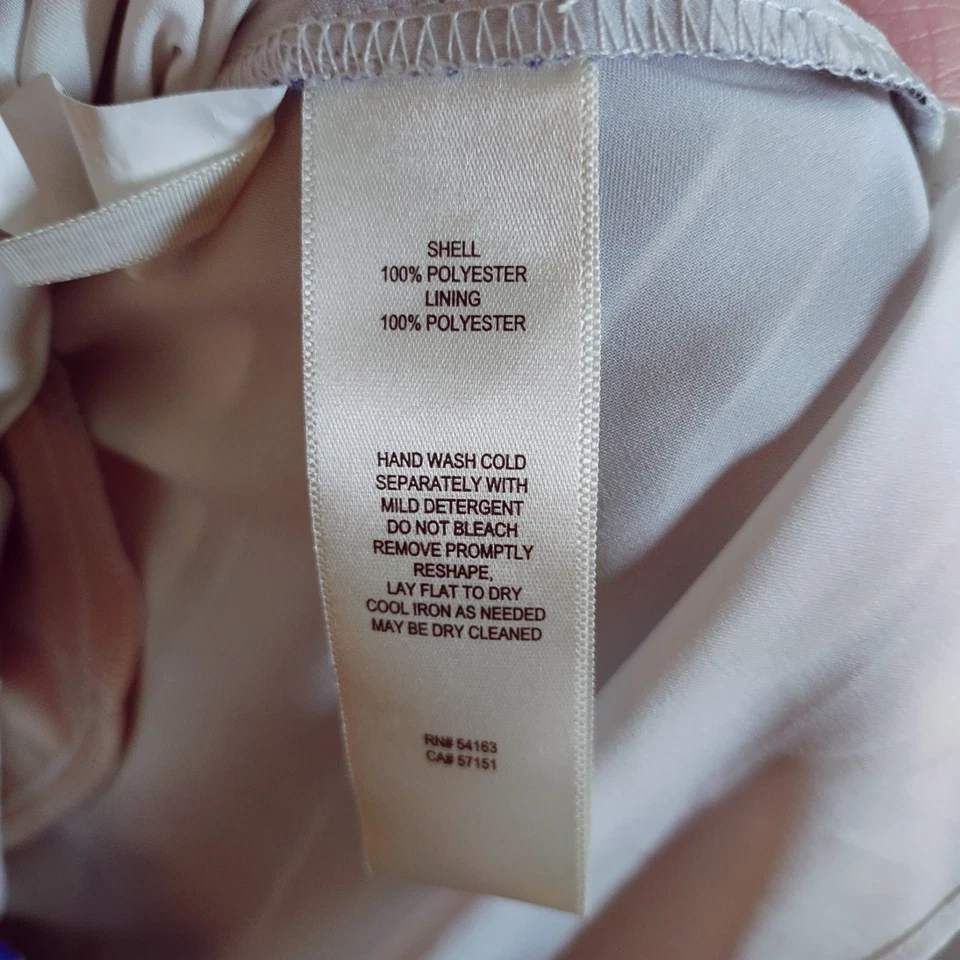 SHELL
100% POLYESTER
LINING
100% POLYESTER
HAND WASH COLD
SEPARATELY WITH
MILD DETERGENT
DO NOT BLEACH
REMOVE PROMPTLY
RESHAPE,
LAY FLAT TO DRY
COOL IRON AS NEEDED
MAY BE DRY CLEANED
RN# 54163
CA# 57151